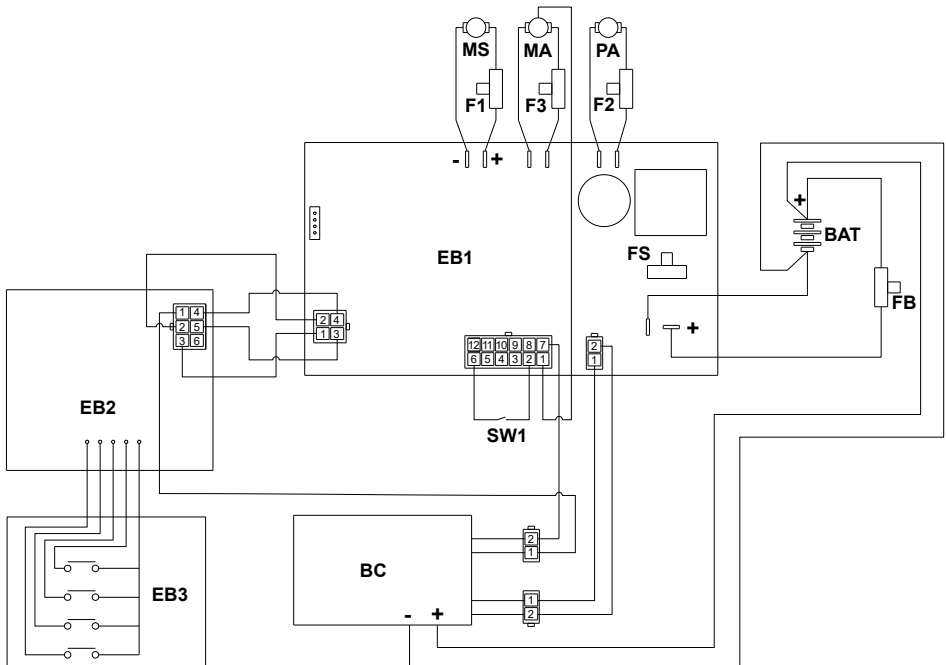 MS MA PA
F1 F3 F2
- + 
EB1
FS
+
BAT
FB
+
1 4
2 5
3 6
2 4
1 3
12 11 10 9 8 7
6 5 4 3 2 1
2
1
EB2
SW1
BC
2
1
1
2
- +
EB3